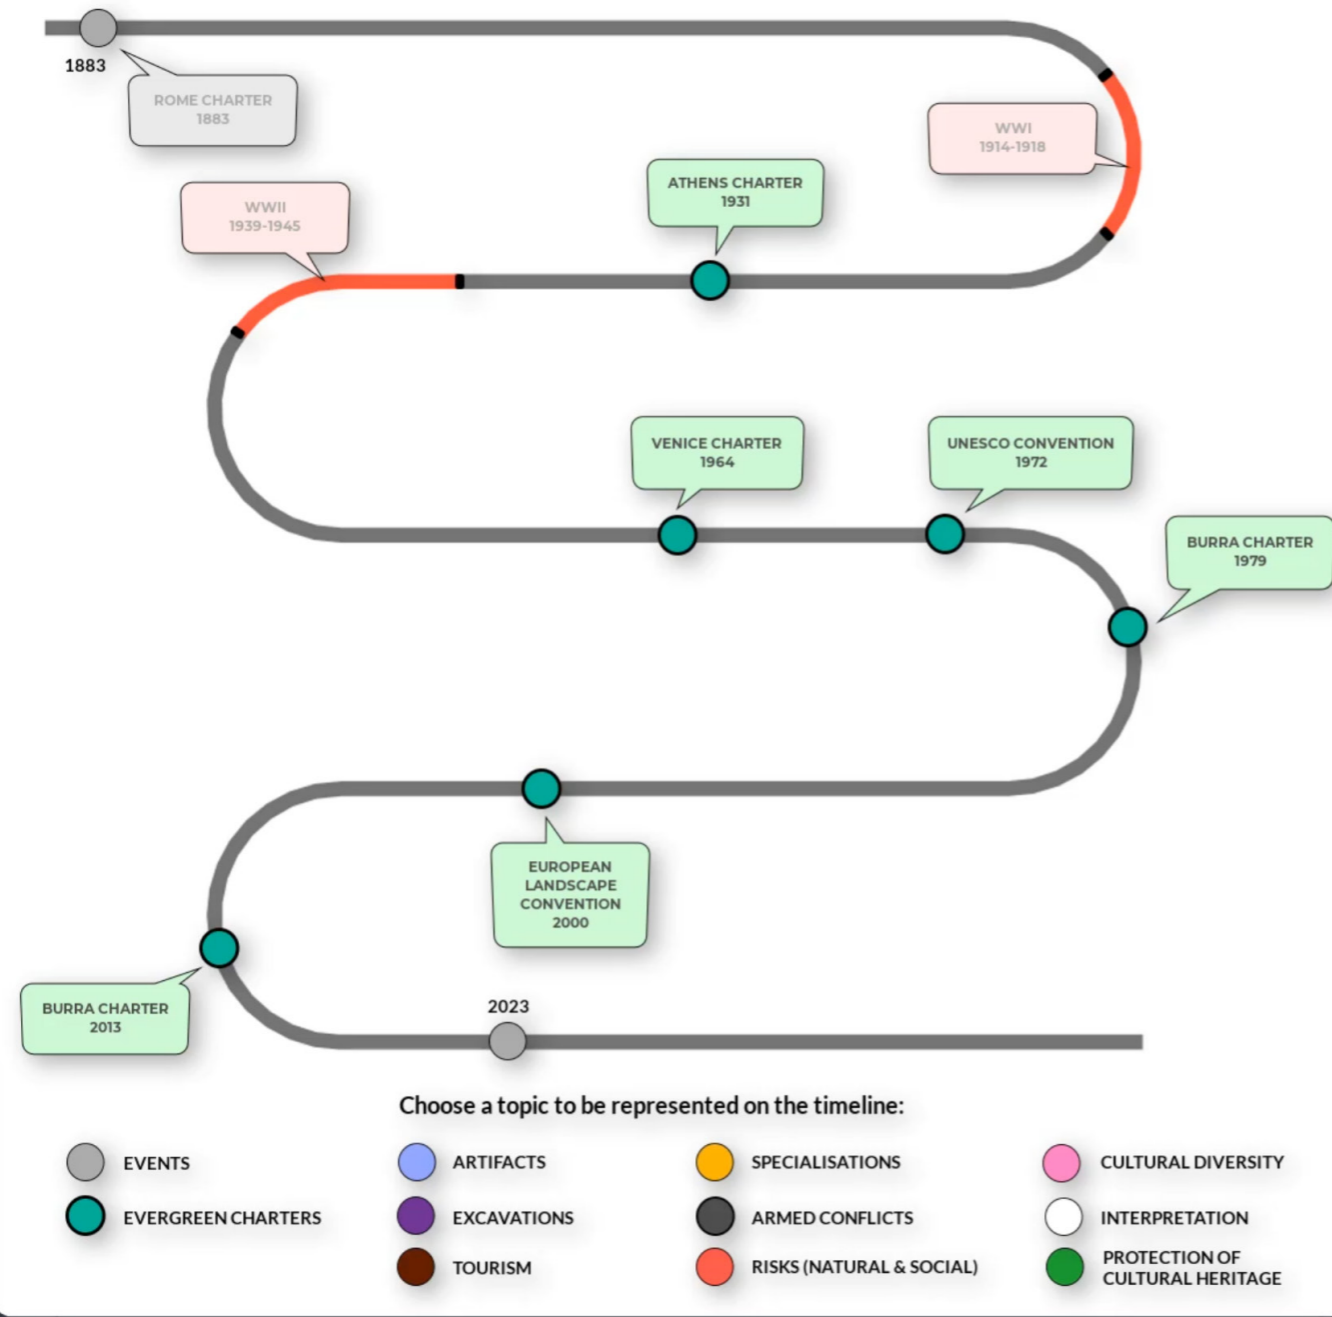 1883
ROME CHARTER
1883
WWI
1914-1918
ATHENS CHARTER
1931
WWII
1939-1945
VENICE CHARTER
1964
UNESCO CONVENTION
1972
BURRA CHARTER
1979
EUROPEAN
LANDSCAPE
CONVENTION
2000
BURRA CHARTER
2013
2023
Choose a topic to be represented on the timeline:
EVENTS
ARTIFACTS
SPECIALISATIONS
CULTURAL DIVERSITY
EVERGREEN CHARTERS
EXCAVATIONS
ARMED CONFLICTS
INTERPRETATION
TOURISM
RISKS (NATURAL & SOCIAL)
PROTECTION OF
CULTURAL HERITAGE